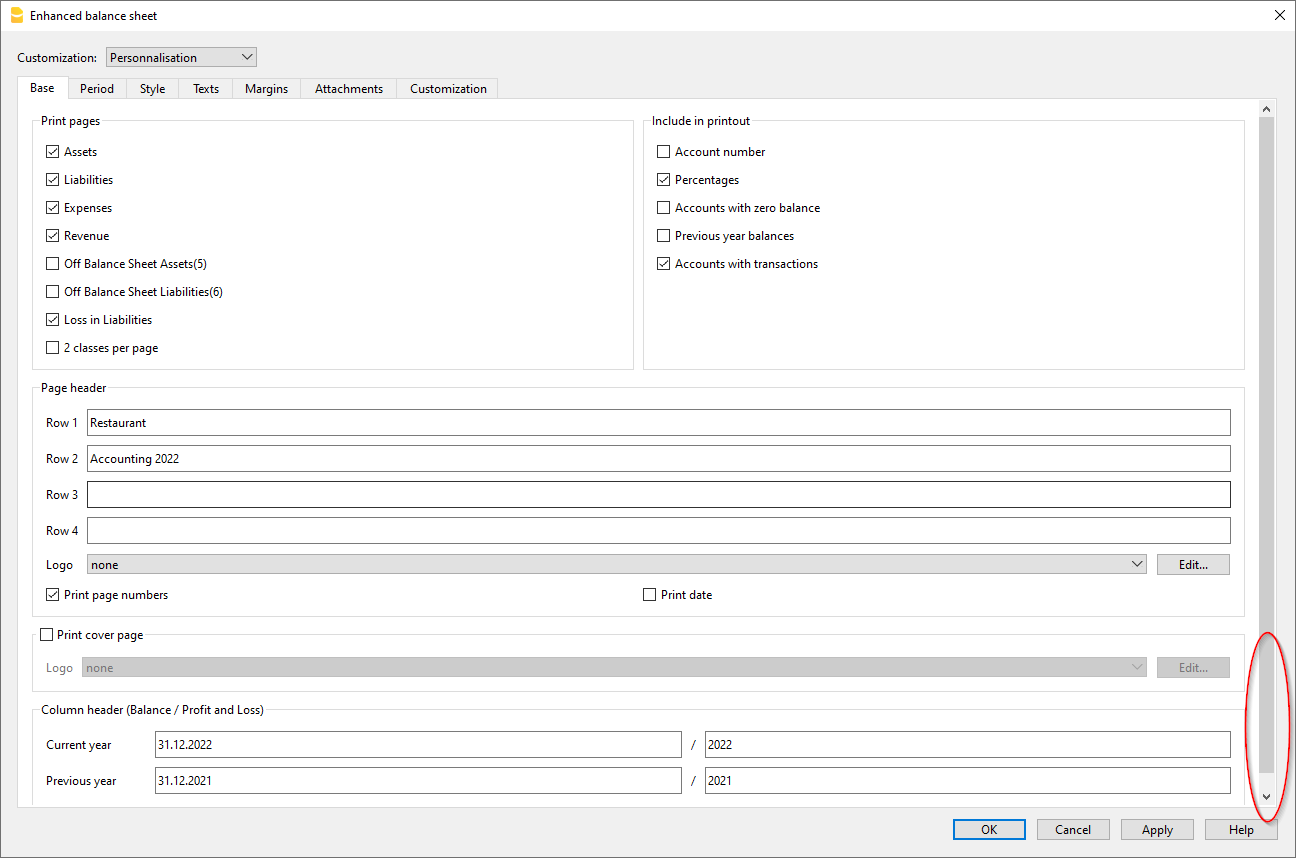 Enhanced balance sheet
Customization: Personnalisation
Base Period Style Texts Margins Attachments Customization
Print pages
Assets
Liabilities
Expenses
Revenue
Off Balance Sheet Assets(5)
Off Balance Sheet Liabilities(6)
Loss in Liabilities
2 classes per page
Include in printout
Account number
Percentages
Accounts with zero balance
Previous year balances
Accounts with transactions
Page header
Row 1 Restaurant
Row 2 Accounting 2022
Row 3
Row 4
Logo none Edit...
Print page numbers Print date
Print cover page
Logo none Edit...
Column header (Balance / Profit and Loss)
Current year 31.12.2022 / 2022
Previous year 31.12.2021 / 2021
OK Cancel Apply Help